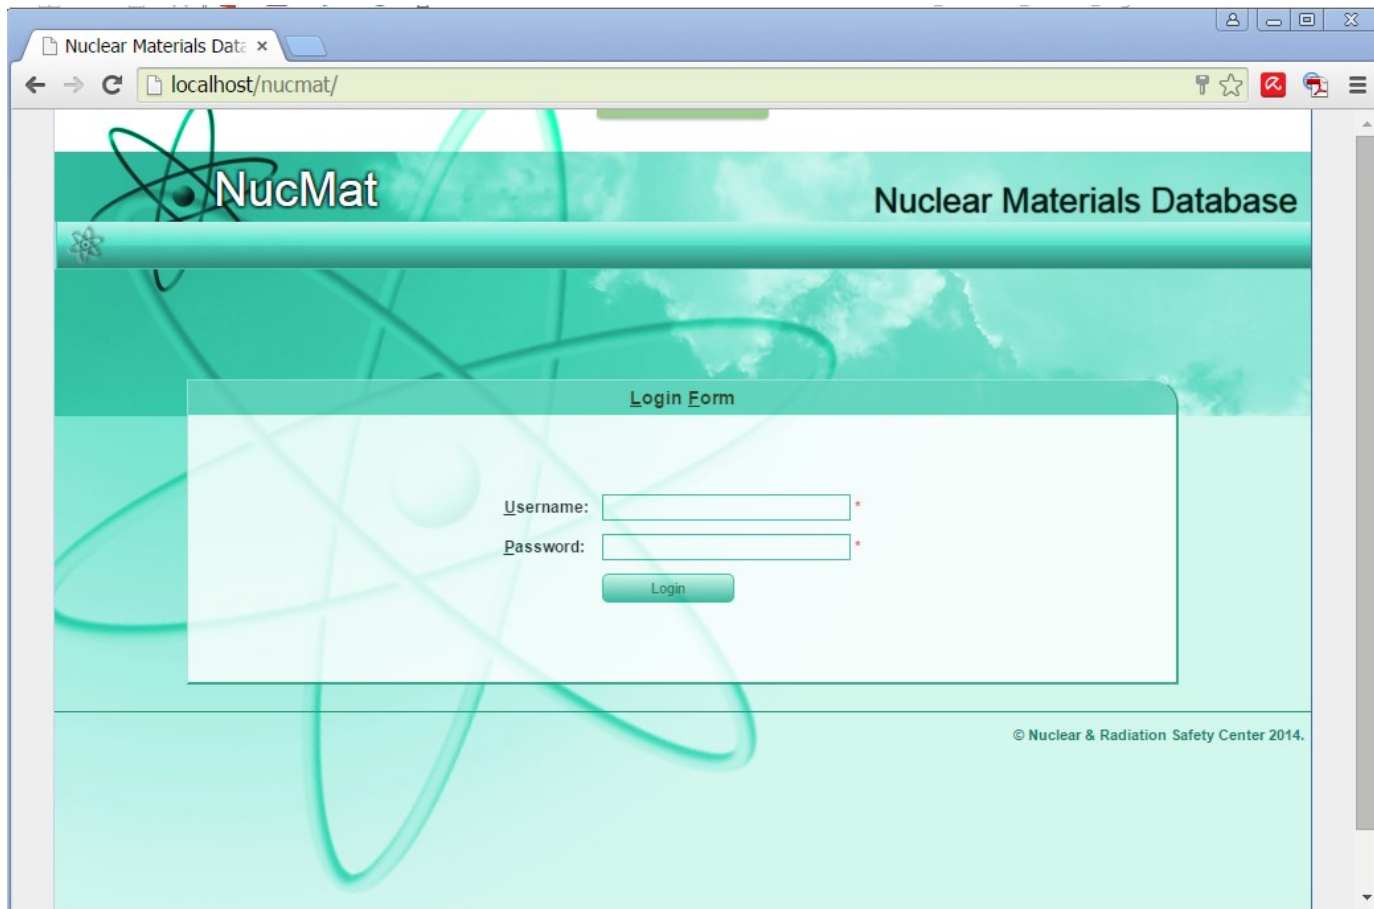 Nuclear Materials Data
localhost/nucmat/
NucMat
Nuclear Materials Database
Login Form
Username: *
Password: *
Login
© Nuclear & Radiation Safety Center 2014.